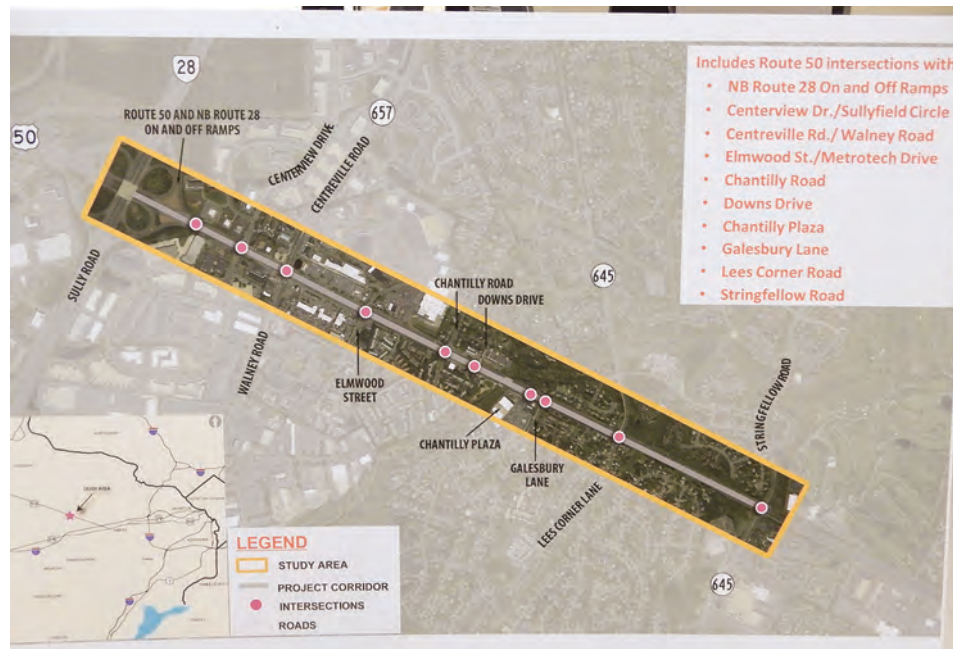 28
50
657
ROUTE 50 AND NB ROUTE 28
ON AND OFF RAMPS
CENTERVIEW DRIVE
CENTREVILLE ROAD
Includes Route 50 intersections with
• NB Route 28 On and Off Ramps
• Centerview Dr./Sullyfield Circle
• Centreville Rd./ Walney Road
• Elmwood St./Metrotech Drive
• Chantilly Road
• Downs Drive
• Chantilly Plaza
• Galesbury Lane
• Lees Corner Road
• Stringfellow Road
SULLY ROAD
WALNEY ROAD
ELMWOOD
STREET
CHANTILLY ROAD
DOWNS DRIVE
645
CHANTILLY PLAZA
GALESBURY
LANE
LEES CORNER LANE
STRINGFELLOW ROAD
645
STUDY AREA
LEGEND
STUDY AREA
PROJECT CORRIDOR
INTERSECTIONS
ROADS